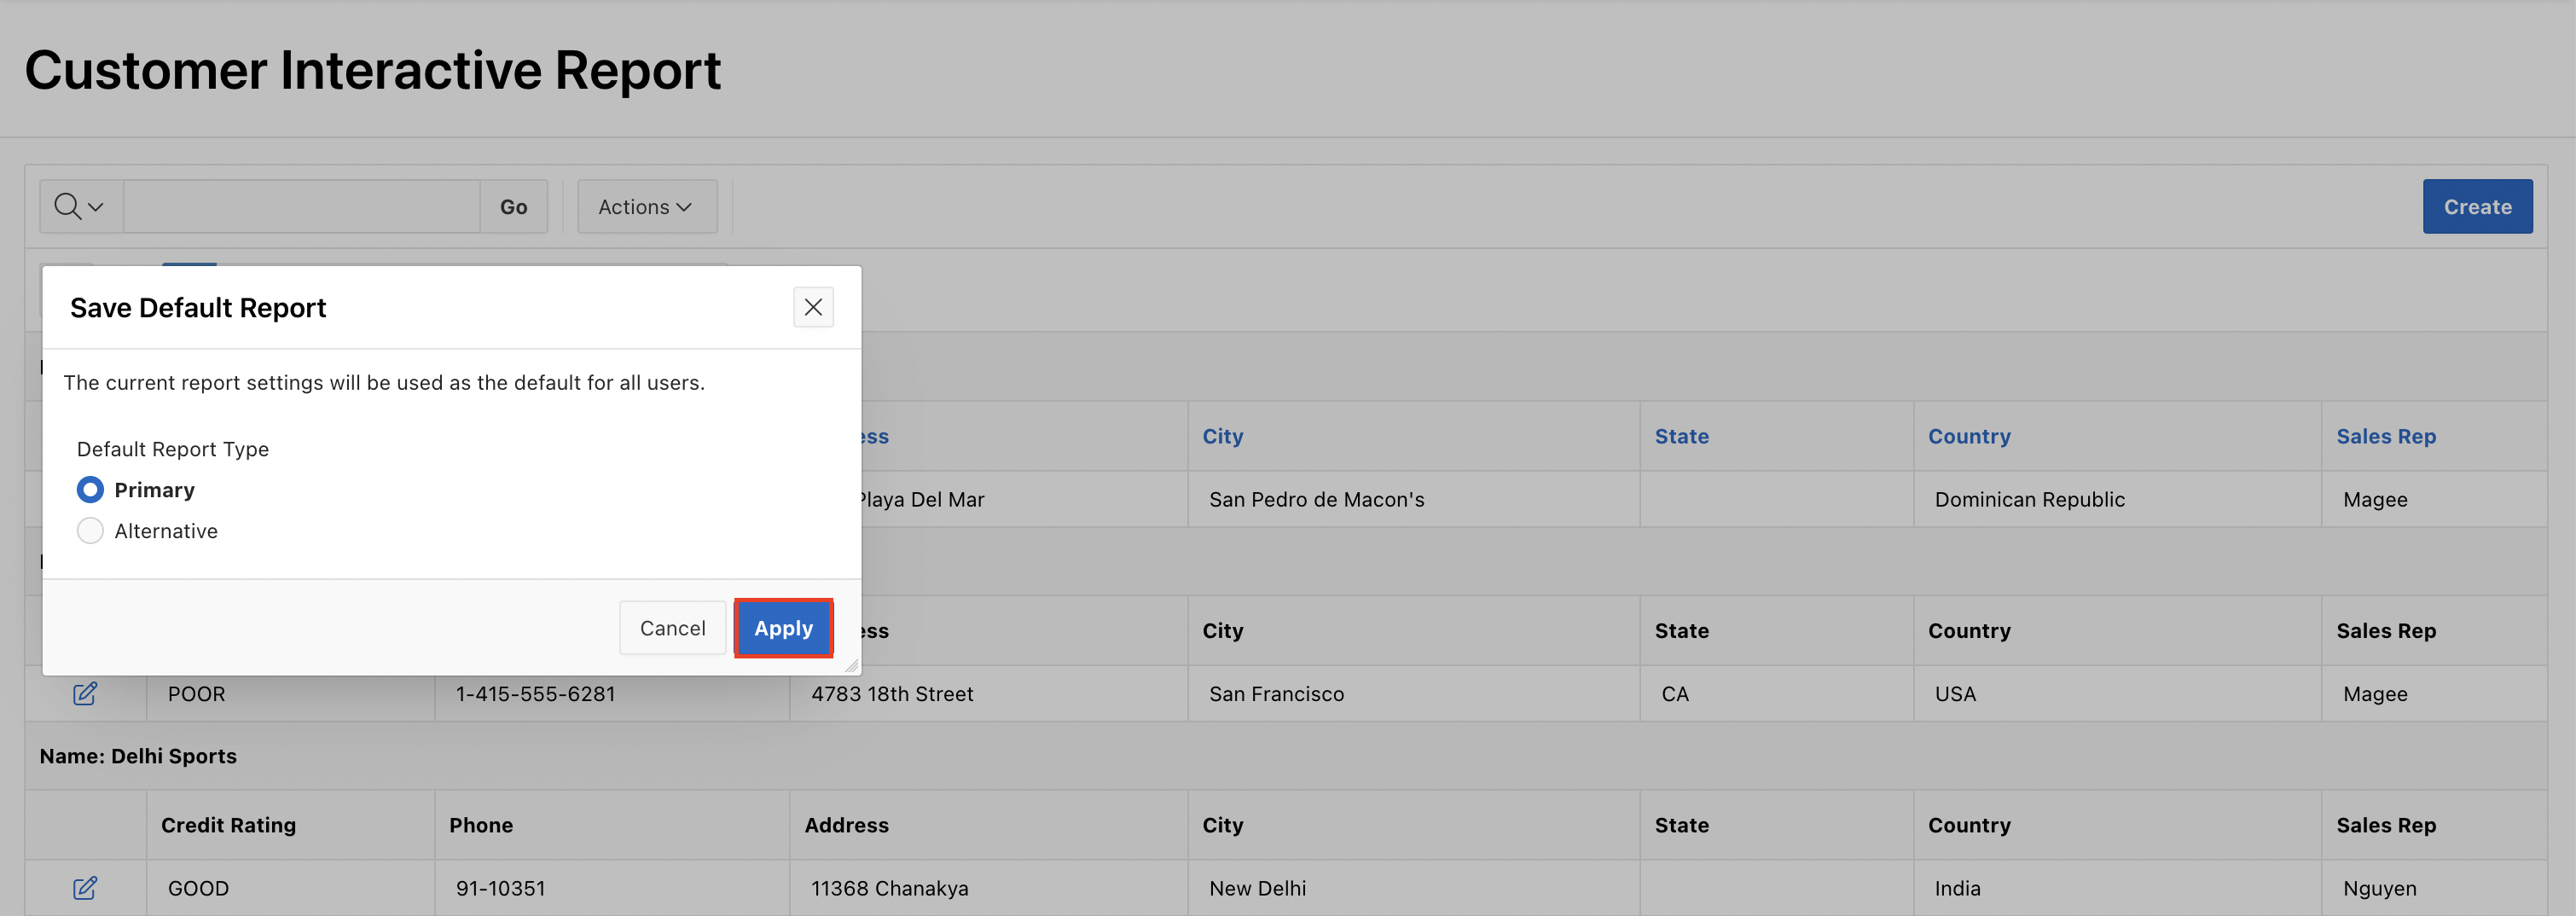 Customer Interactive Report
Go
Actions
Create
Save Default Report
The current report settings will be used as the default for all users.
Default Report Type
Primary
Alternative
Cancel
Apply
City State Country Sales Rep
Playa Del Mar San Pedro de Macon's Dominican Republic Magee
City State Country Sales Rep
POOR 1-415-555-6281 4783 18th Street San Francisco CA USA Magee
Name: Delhi Sports
Credit Rating Phone Address City State Country Sales Rep
GOOD 91-10351 11368 Chanakya New Delhi India Nguyen